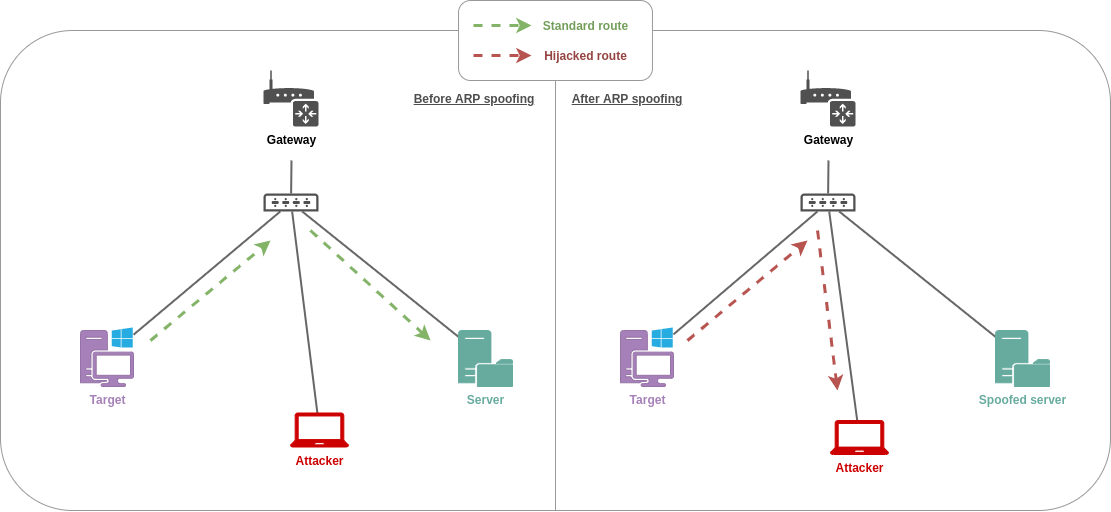 Standard route
Hijacked route
Before ARP spoofing
After ARP spoofing
Gateway
Gateway
Target
Server
Target
Spoofed server
Attacker
Attacker